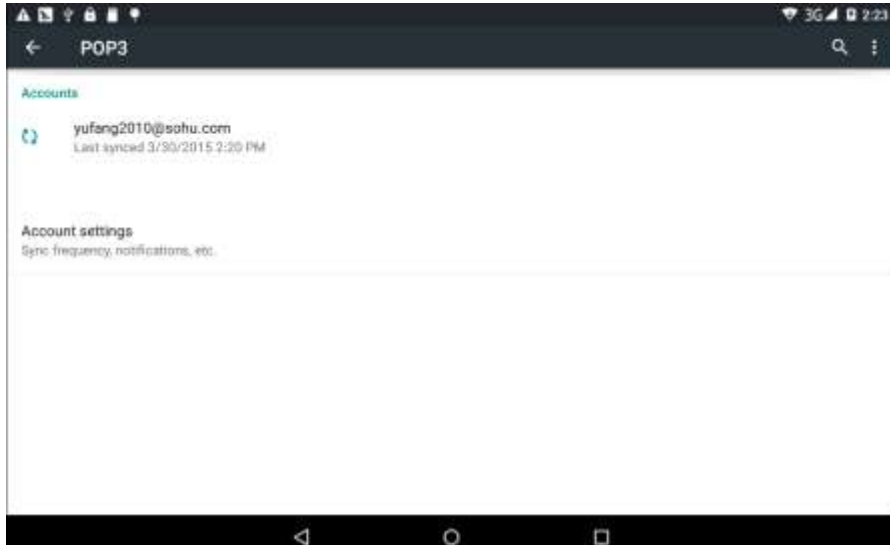 3G 2:23
POP3
Accounts
yufang2010@sohu.com
Last synced 3/30/2015 2:20 PM
Account settings
Sync frequency, notifications, etc.